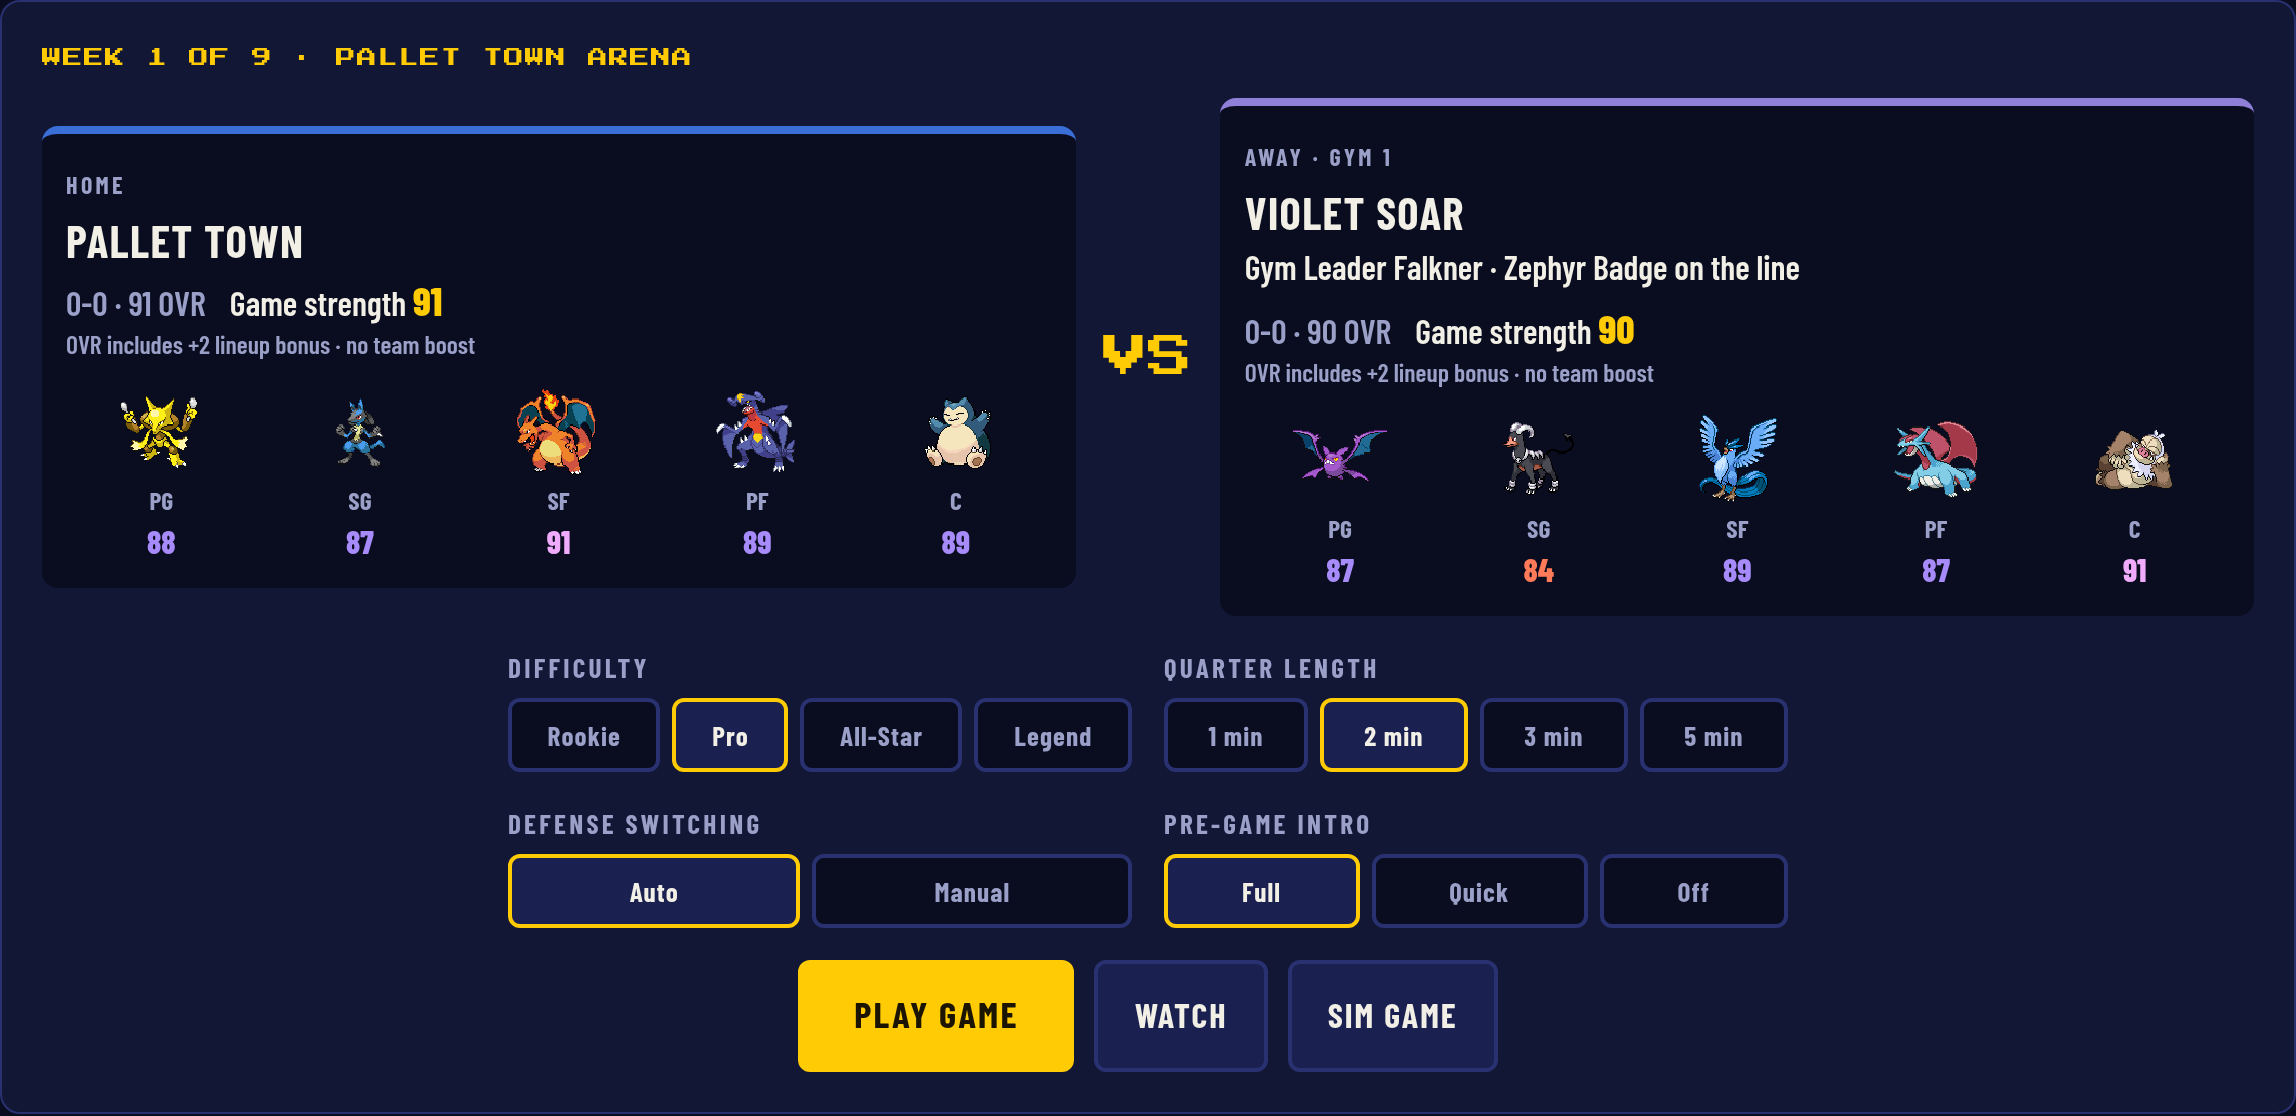 WEEK 1 OF 9 · PALLET TOWN ARENA
HOME
PALLET TOWN
0-0 · 91 OVR Game strength 91
OVR includes +2 lineup bonus · no team boost
PG SG SF PF C
88 87 91 89 89
VS
AWAY · GYM 1
VIOLET SOAR
Gym Leader Falkner · Zephyr Badge on the line
0-0 · 90 OVR Game strength 90
OVR includes +2 lineup bonus · no team boost
PG SG SF PF C
87 84 89 87 91
DIFFICULTY
Rookie Pro All-Star Legend
QUARTER LENGTH
1 min 2 min 3 min 5 min
DEFENSE SWITCHING
Auto Manual
PRE-GAME INTRO
Full Quick Off
PLAY GAME WATCH SIM GAME